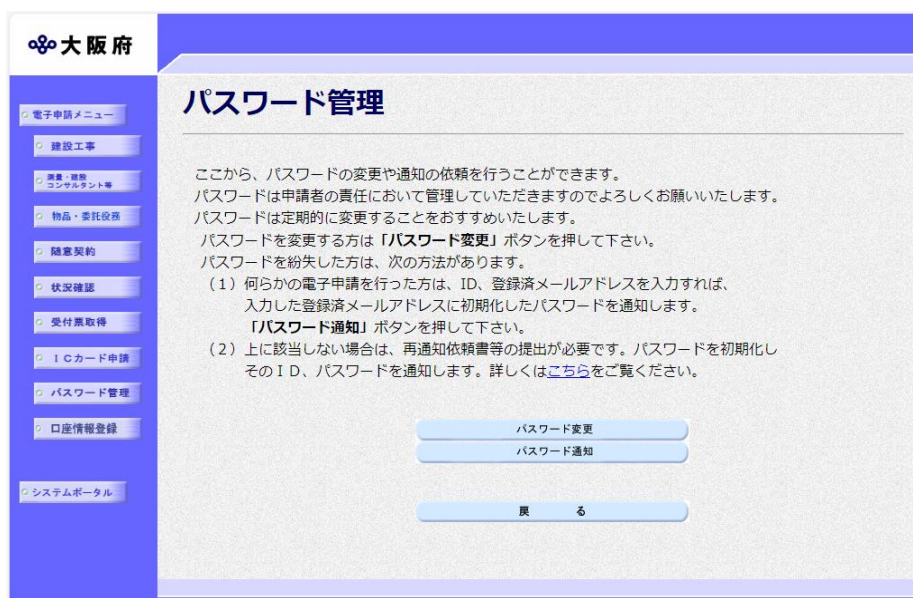 大阪府
電子申請メニュー
建設工事
測量・建設
コンサルタント等
物品・委託役務
随意契約
状況確認
受付票取得
ICカード申請
パスワード管理
口座情報登録
システムポータル
パスワード管理
ここから、パスワードの変更や通知の依頼を行うことができます。
パスワードは申請者の責任において管理していただきますのでよろしくお願いいたします。
パスワードは定期的に変更することをおすすめいたします。
パスワードを変更する方は「パスワード変更」ボタンを押して下さい。
パスワードを紛失した方は、次の方法があります。
(1)何らかの電子申請を行った方は、ID、登録済メールアドレスを入力すれば、
入力した登録済メールアドレスに初期化したパスワードを通知します。
「パスワード通知」ボタンを押して下さい。
(2)上に該当しない場合は、再通知依頼書等の提出が必要です。パスワードを初期化し
そのID、パスワードを通知します。詳しくはこちらをご覧ください。
パスワード変更
パスワード通知
戻 る